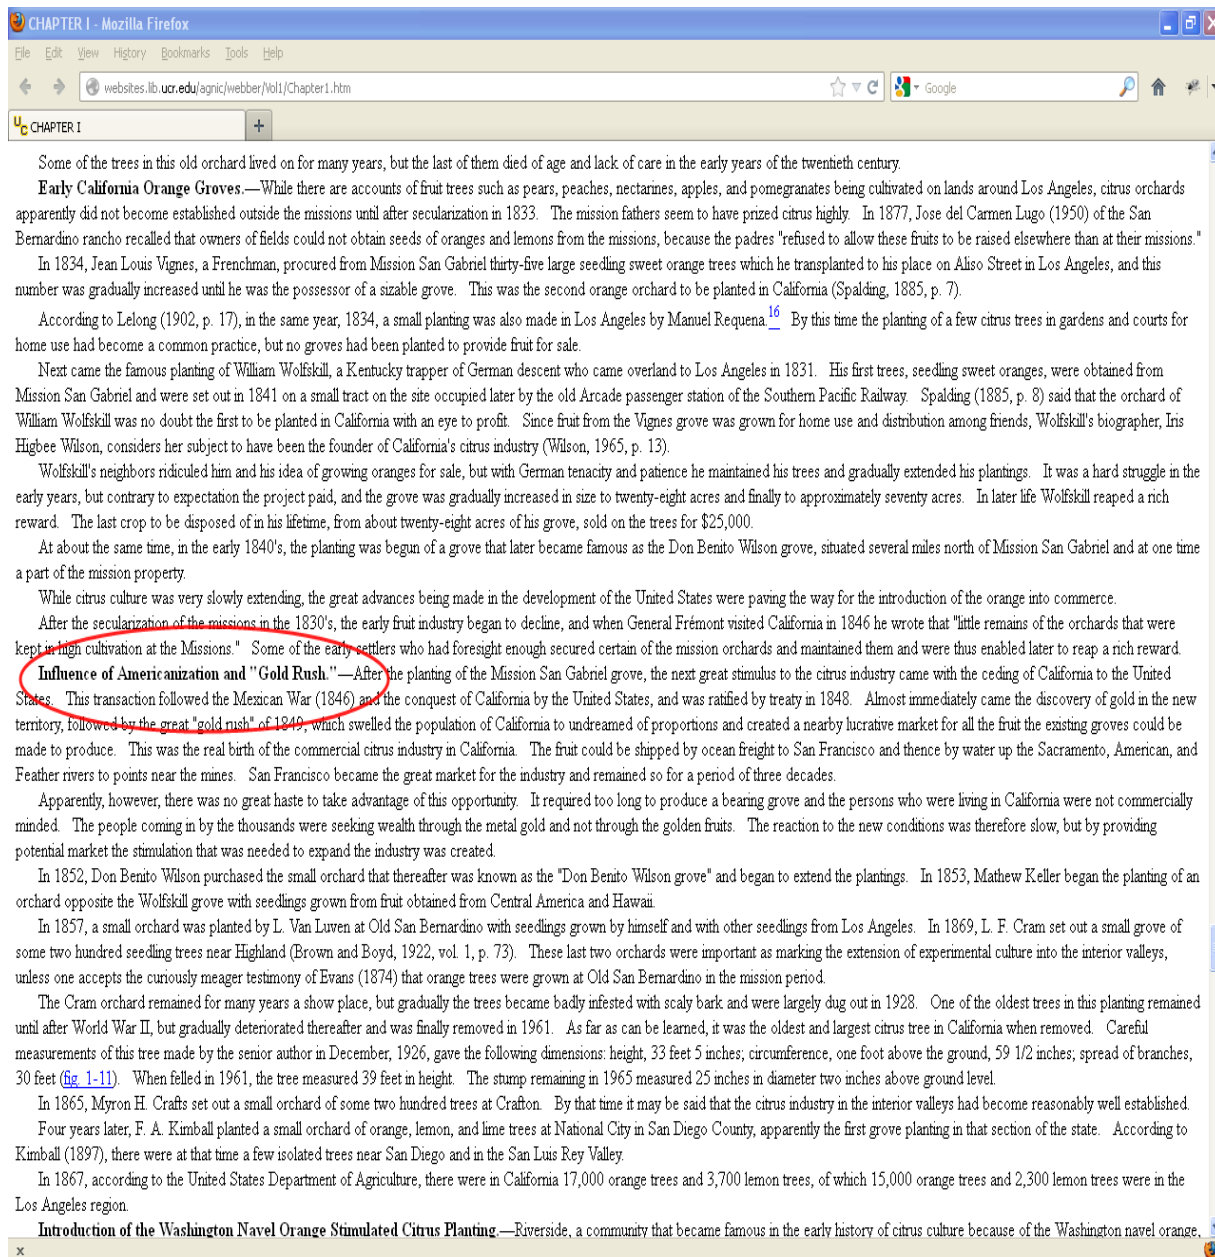 CHAPTER I - Mozilla Firefox
File Edit View History Bookmarks Tools Help
websites.lib.ucr.edu/agnic/webber/Vol1/Chapter1.htm
Google
UC CHAPTER I
+
Some of the trees in this old orchard lived on for many years, but the last of them died of age and lack of care in the early years of the twentieth century.
Early California Orange Groves.—While there are accounts of fruit trees such as pears, peaches, nectarines, apples, and pomegranates being cultivated on lands around Los Angeles, citrus orchards
apparently did not become established outside the missions until after secularization in 1833. The mission fathers seem to have prized citrus highly. In 1877, Jose del Carmen Lugo (1950) of the San
Bernardino rancho recalled that owners of fields could not obtain seeds of oranges and lemons from the missions, because the padres "refused to allow these fruits to be raised elsewhere than at their missions."
In 1834, Jean Louis Vignes, a Frenchman, procured from Mission San Gabriel thirty-five large seedling sweet orange trees which he transplanted to his place on Aliso Street in Los Angeles, and this
number was gradually increased until he was the possessor of a sizable grove. This was the second orange orchard to be planted in California (Spalding, 1885, p. 7).
According to Lelong (1902, p. 17), in the same year, 1834, a small planting was also made in Los Angeles by Manuel Requena.16 By this time the planting of a few citrus trees in gardens and courts for
home use had become a common practice, but no groves had been planted to provide fruit for sale.
Next came the famous planting of William Wolfskill, a Kentucky trapper of German descent who came overland to Los Angeles in 1831. His first trees, seedling sweet oranges, were obtained from
Mission San Gabriel and were set out in 1841 on a small tract on the site occupied later by the old Arcade passenger station of the Southern Pacific Railway. Spalding (1885, p. 8) said that the orchard of
William Wolfskill was no doubt the first to be planted in California with an eye to profit. Since fruit from the Vignes grove was grown for home use and distribution among friends, Wolfskill's biographer, Iris
Higbee Wilson, considers her subject to have been the founder of California's citrus industry (Wilson, 1965, p. 13).
Wolfskill's neighbors ridiculed him and his idea of growing oranges for sale, but with German tenacity and patience he maintained his trees and gradually extended his plantings. It was a hard struggle in the
early years, but contrary to expectation the project paid, and the grove was gradually increased in size to twenty-eight acres and finally to approximately seventy acres. In later life Wolfskill reaped a rich
reward. The last crop to be disposed of in his lifetime, from about twenty-eight acres of his grove, sold on the trees for $25,000.
At about the same time, in the early 1840's, the planting was begun of a grove that later became famous as the Don Benito Wilson grove, situated several miles north of Mission San Gabriel and at one time
a part of the mission property.
While citrus culture was very slowly extending, the great advances being made in the development of the United States were paving the way for the introduction of the orange into commerce.
After the secularization of the missions in the 1830's, the early fruit industry began to decline, and when General Frémont visited California in 1846 he wrote that "little remains of the orchards that were
kept in high cultivation at the Missions." Some of the early settlers who had foresight enough secured certain of the mission orchards and maintained them and were thus enabled later to reap a rich reward.
Influence of Americanization and "Gold Rush."—After the planting of the Mission San Gabriel grove, the next great stimulus to the citrus industry came with the ceding of California to the United
States. This transaction followed the Mexican War (1846) and the conquest of California by the United States, and was ratified by treaty in 1848. Almost immediately came the discovery of gold in the new
territory, followed by the great "gold rush" of 1849, which swelled the population of California to undreamed of proportions and created a nearby lucrative market for all the fruit the existing groves could be
made to produce. This was the real birth of the commercial citrus industry in California. The fruit could be shipped by ocean freight to San Francisco and thence by water up the Sacramento, American, and
Feather rivers to points near the mines. San Francisco became the great market for the industry and remained so for a period of three decades.
Apparently, however, there was no great haste to take advantage of this opportunity. It required too long to produce a bearing grove and the persons who were living in California were not commercially
minded. The people coming in by the thousands were seeking wealth through the metal gold and not through the golden fruits. The reaction to the new conditions was therefore slow, but by providing
potential market the stimulation that was needed to expand the industry was created.
In 1852, Don Benito Wilson purchased the small orchard that thereafter was known as the "Don Benito Wilson grove" and began to extend the plantings. In 1853, Mathew Keller began the planting of an
orchard opposite the Wolfskill grove with seedlings grown from fruit obtained from Central America and Hawaii.
In 1857, a small orchard was planted by L. Van Luven at Old San Bernardino with seedlings grown by himself and with other seedlings from Los Angeles. In 1869, L. F. Cram set out a small grove of
some two hundred seedling trees near Highland (Brown and Boyd, 1922, vol. 1, p. 73). These last two orchards were important as marking the extension of experimental culture into the interior valleys,
unless one accepts the curiously meager testimony of Evans (1874) that orange trees were grown at Old San Bernardino in the mission period.
The Cram orchard remained for many years a show place, but gradually the trees became badly infested with scaly bark and were largely dug out in 1928. One of the oldest trees in this planting remained
until after World War II, but gradually deteriorated thereafter and was finally removed in 1961. As far as can be learned, it was the oldest and largest citrus tree in California when removed. Careful
measurements of this tree made by the senior author in December, 1926, gave the following dimensions: height, 33 feet 5 inches; circumference, one foot above the ground, 59 1/2 inches; spread of branches,
30 feet (fig. 1-11). When felled in 1961, the tree measured 39 feet in height. The stump remaining in 1965 measured 25 inches in diameter two inches above ground level.
In 1865, Myron H. Crafts set out a small orchard of some two hundred trees at Crafton. By that time it may be said that the citrus industry in the interior valleys had become reasonably well established.
Four years later, F. A. Kimball planted a small orchard of orange, lemon, and lime trees at National City in San Diego County, apparently the first grove planting in that section of the state. According to
Kimball (1897), there were at that time a few isolated trees near San Diego and in the San Luis Rey Valley.
In 1867, according to the United States Department of Agriculture, there were in California 17,000 orange trees and 3,700 lemon trees, of which 15,000 orange trees and 2,300 lemon trees were in the
Los Angeles region.
Introduction of the Washington Navel Orange Stimulated Citrus Planting.—Riverside, a community that became famous in the early history of citrus culture because of the Washington navel orange,
x